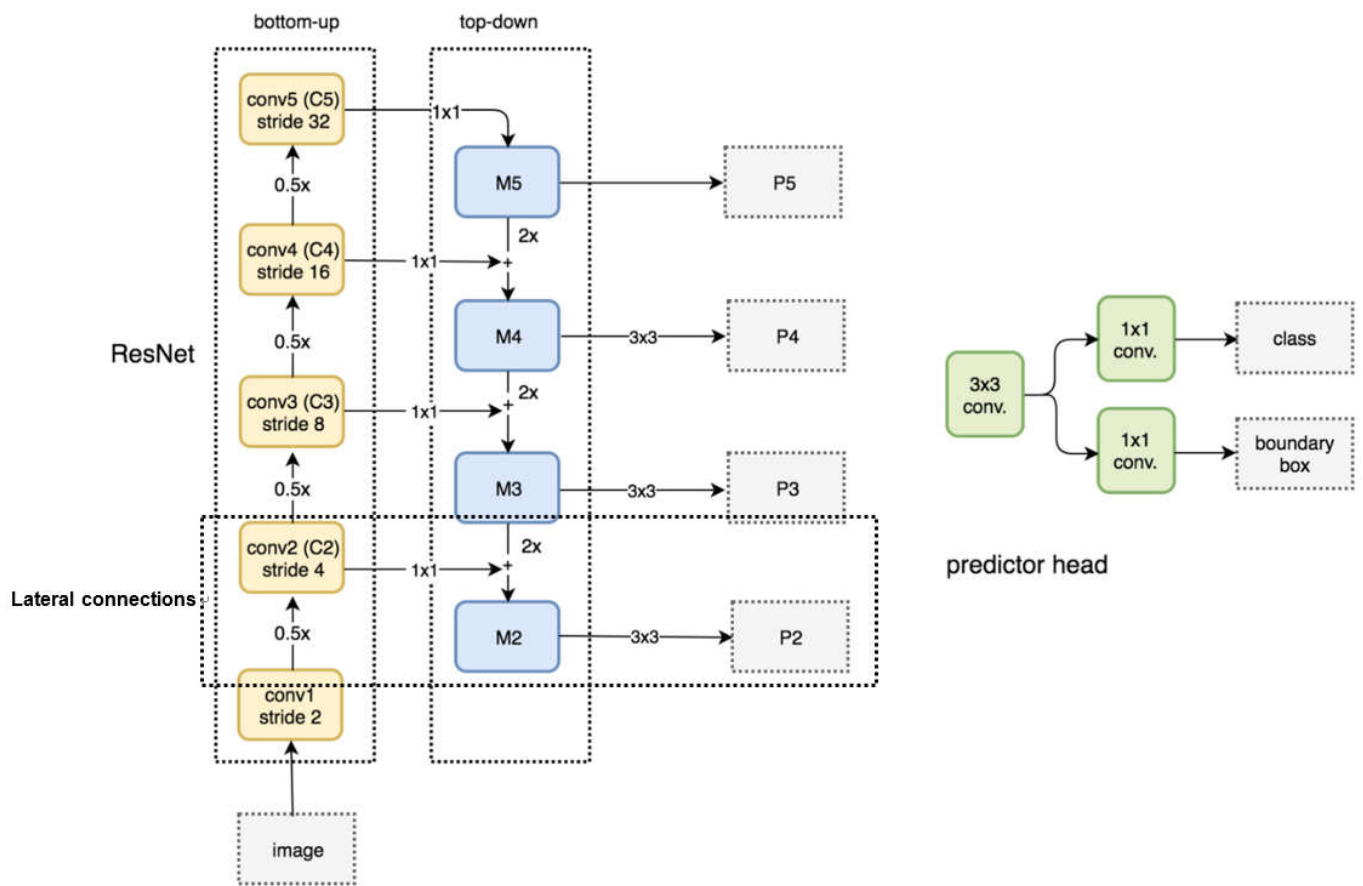 bottom-up
top-down
conv5 (C5)
stride 32
1x1
M5
P5
0.5x
2x
conv4 (C4)
stride 16
1x1
+
M4
3x3
P4
0.5x
2x
conv3 (C3)
stride 8
1x1
+
M3
3x3
P3
0.5x
2x
conv2 (C2)
stride 4
1x1
+
M2
3x3
P2
0.5x
conv1
stride 2
image
ResNet
Lateral connections
3x3
conv.
1x1
conv.
class
1x1
conv.
boundary
box
predictor head